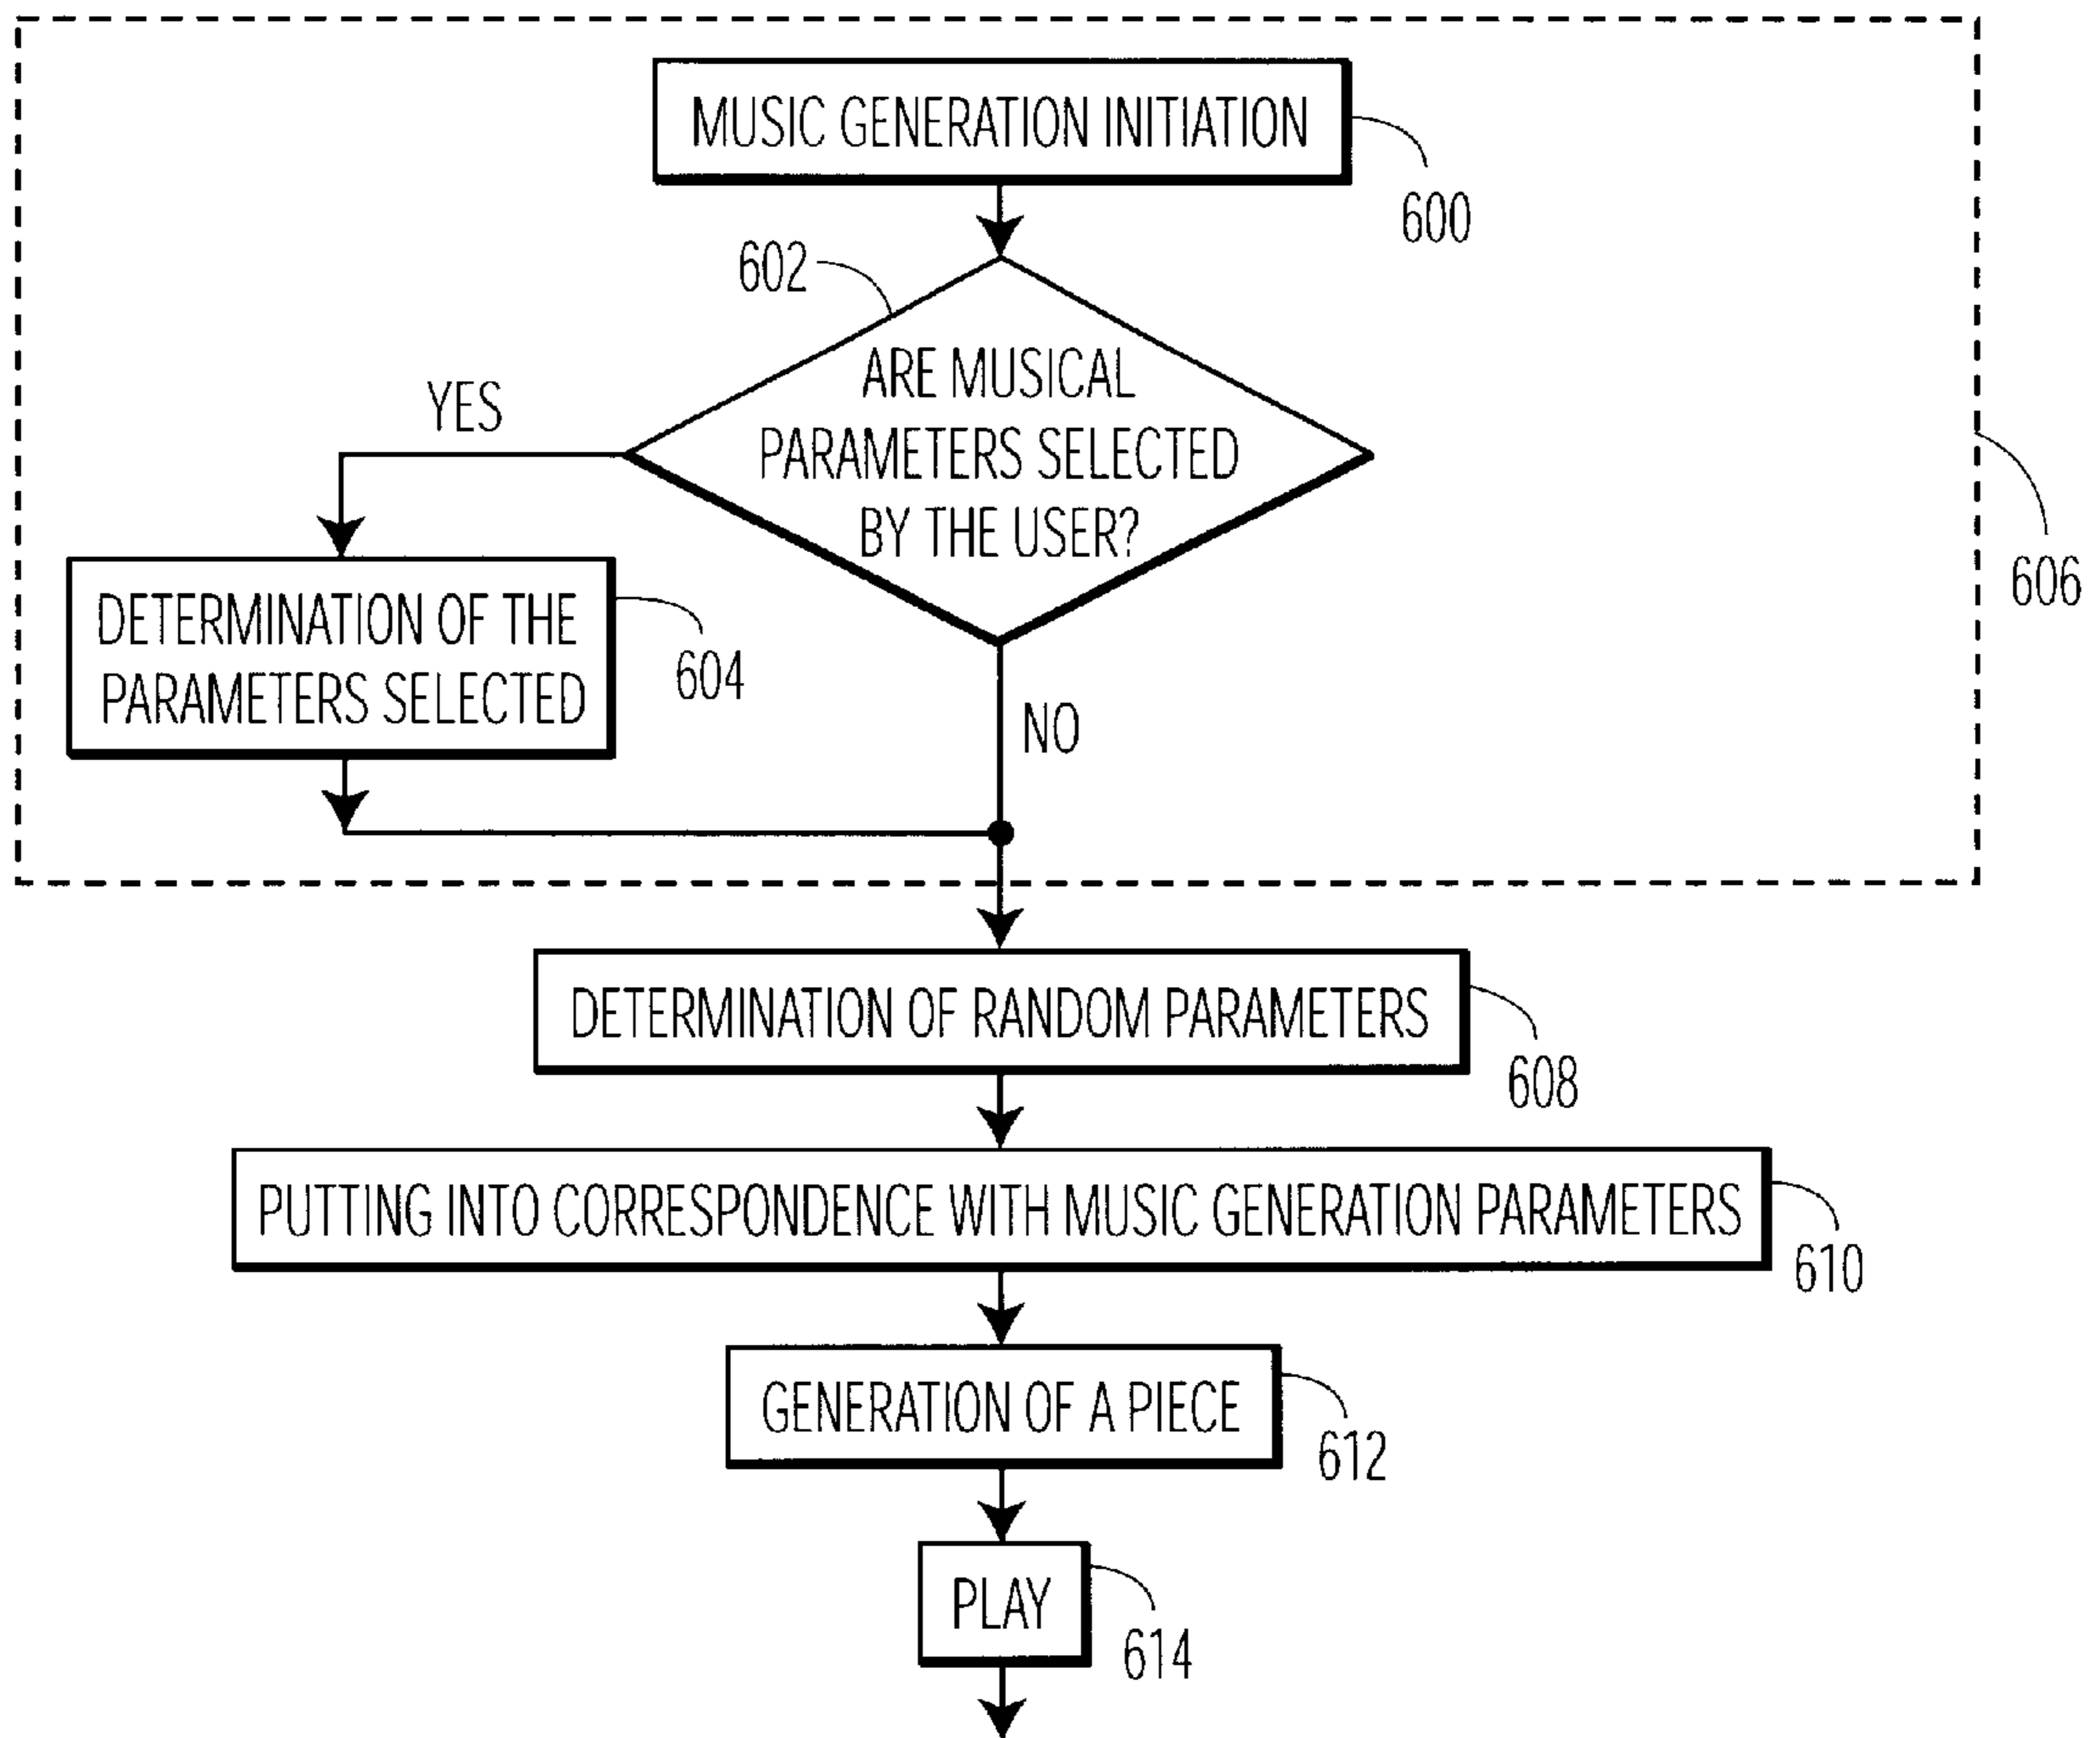 MUSIC GENERATION INITIATION
600
602
ARE MUSICAL
PARAMETERS SELECTED
BY THE USER?
YES
606
DETERMINATION OF THE
PARAMETERS SELECTED
604
NO
DETERMINATION OF RANDOM PARAMETERS
608
PUTTING INTO CORRESPONDENCE WITH MUSIC GENERATION PARAMETERS
610
GENERATION OF A PIECE
612
PLAY
614